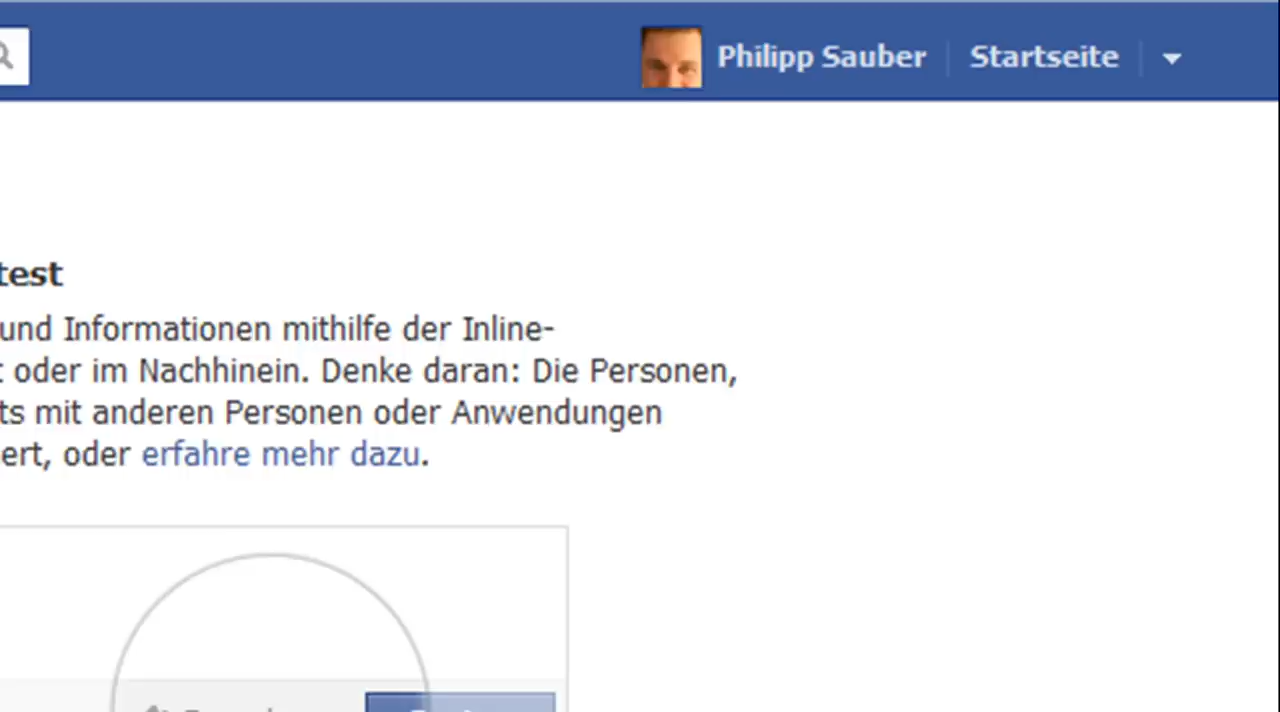 Philipp Sauber Startseite
test
und Informationen mithilfe der Inline-
t oder im Nachhinein. Denke daran: Die Personen,
ts mit anderen Personen oder Anwendungen
ert, oder erfahre mehr dazu.